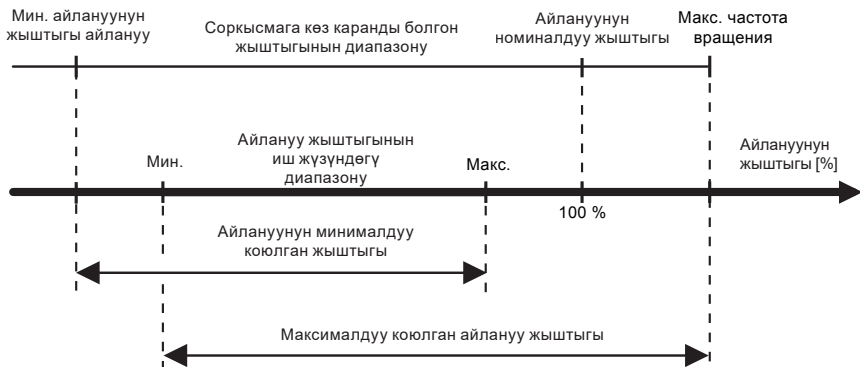 Мин. айлануунун
жыштыгы айлануу
Соркысмага көз каранды болгон
жыштыгынын диапазону
Айлануунун
номиналдуу жыштыгы
Макс. частота
вращения
Мин.
Айлануу жыштыгынын
иш жүзүндөгү
диапазону
Макс.
Айлануунун
жыштыгы [%]
100 %
Айлануунун минималдуу
коюлган жыштыгы
Максималдуу коюлган айлануу жыштыгы